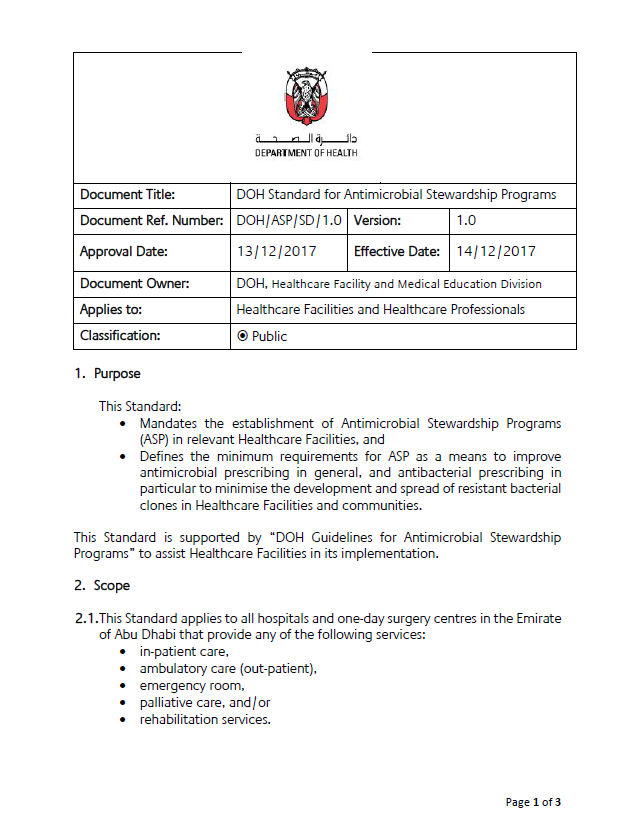 دائـــرة الـصـحـة
DEPARTMENT OF HEALTH
Document Title: DOH Standard for Antimicrobial Stewardship Programs
Document Ref. Number: DOH/ASP/SD/1.0 Version: 1.0
Approval Date: 13/12/2017 Effective Date: 14/12/2017
Document Owner: DOH, Healthcare Facility and Medical Education Division
Applies to: Healthcare Facilities and Healthcare Professionals
Classification: ◉ Public
1. Purpose
This Standard:
• Mandates the establishment of Antimicrobial Stewardship Programs
(ASP) in relevant Healthcare Facilities, and
• Defines the minimum requirements for ASP as a means to improve
antimicrobial prescribing in general, and antibacterial prescribing in
particular to minimise the development and spread of resistant bacterial
clones in Healthcare Facilities and communities.
This Standard is supported by “DOH Guidelines for Antimicrobial Stewardship
Programs” to assist Healthcare Facilities in its implementation.
2. Scope
2.1.This Standard applies to all hospitals and one-day surgery centres in the Emirate
of Abu Dhabi that provide any of the following services:
• in-patient care,
• ambulatory care (out-patient),
• emergency room,
• palliative care, and/or
• rehabilitation services.
Page 1 of 3